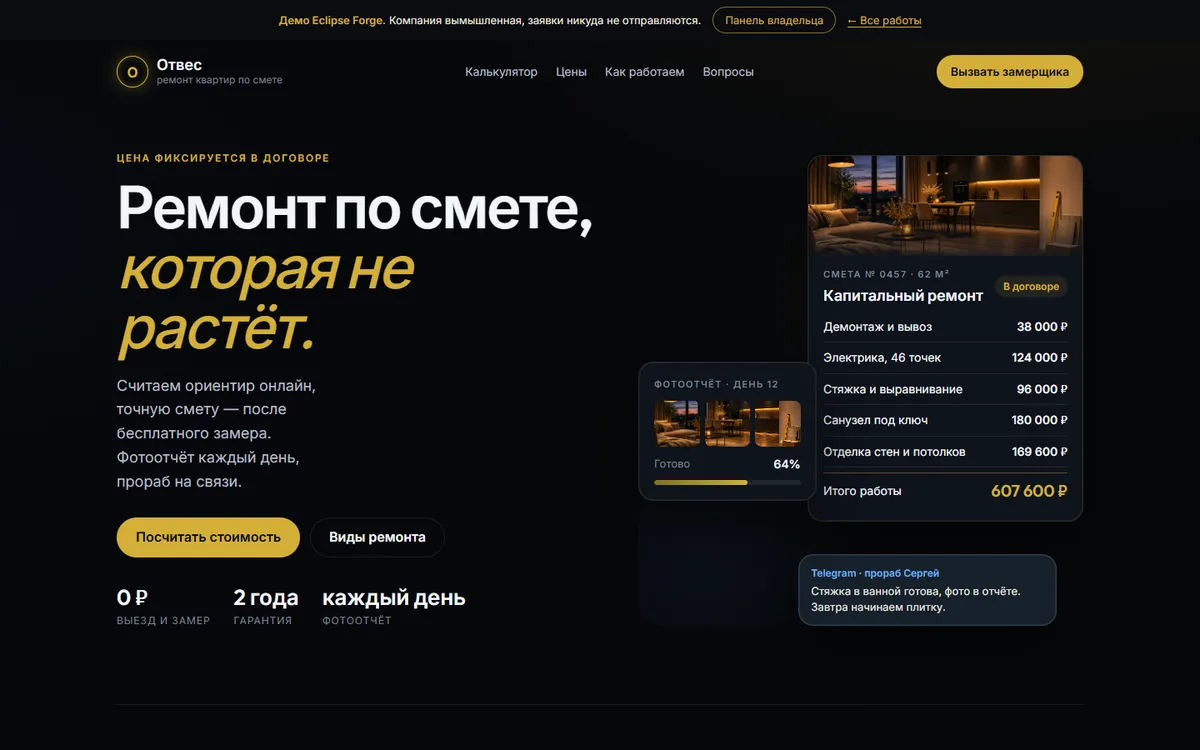 Демо Eclipse Forge. Компания вымышленная, заявки никуда не отправляются.
Панель владельца
← Все работы
О
Отвес
ремонт квартир по смете
Калькулятор
Цены
Как работаем
Вопросы
Вызвать замерщика
ЦЕНА ФИКСИРУЕТСЯ В ДОГОВОРЕ
Ремонт по смете,
которая не
растёт.
Считаем ориентир онлайн,
точную смету — после
бесплатного замера.
Фотоотчёт каждый день,
прораб на связи.
Посчитать стоимость
Виды ремонта
0 ₽
ВЫЕЗД И ЗАМЕР
2 года
ГАРАНТИЯ
каждый день
ФОТООТЧЁТ
СМЕТА № 0457 · 62 М²
Капитальный ремонт
В договоре
Демонтаж и вывоз 38 000 ₽
Электрика, 46 точек 124 000 ₽
Стяжка и выравнивание 96 000 ₽
Санузел под ключ 180 000 ₽
Отделка стен и потолков 169 600 ₽
Итого работы 607 600 ₽
ФОТООТЧЁТ · ДЕНЬ 12
Готово 64%
Telegram · прораб Сергей
Стяжка в ванной готова, фото в отчёте.
Завтра начинаем плитку.